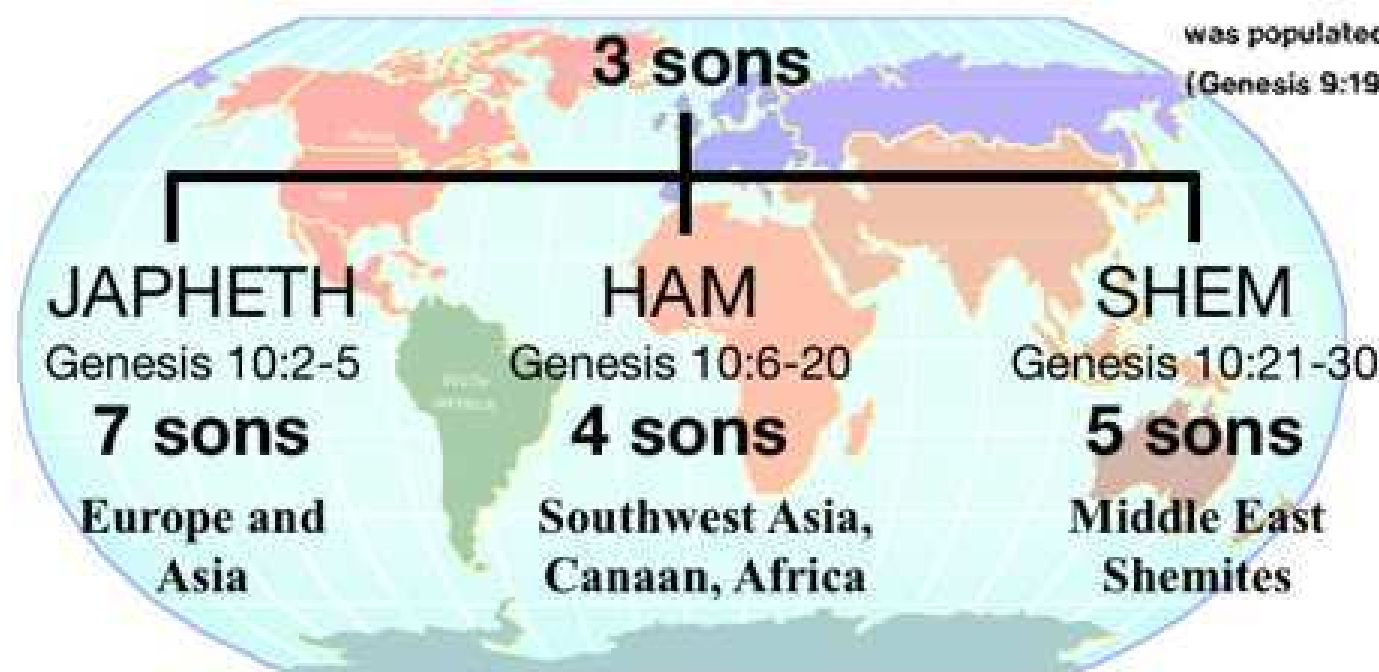 was populated
(Genesis 9:19
3 sons
JAPHETH
Genesis 10:2-5
7 sons
Europe and
Asia
HAM
Genesis 10:6-20
4 sons
Southwest Asia,
Canaan, Africa
SHEM
Genesis 10:21-30
5 sons
Middle East
Shemites